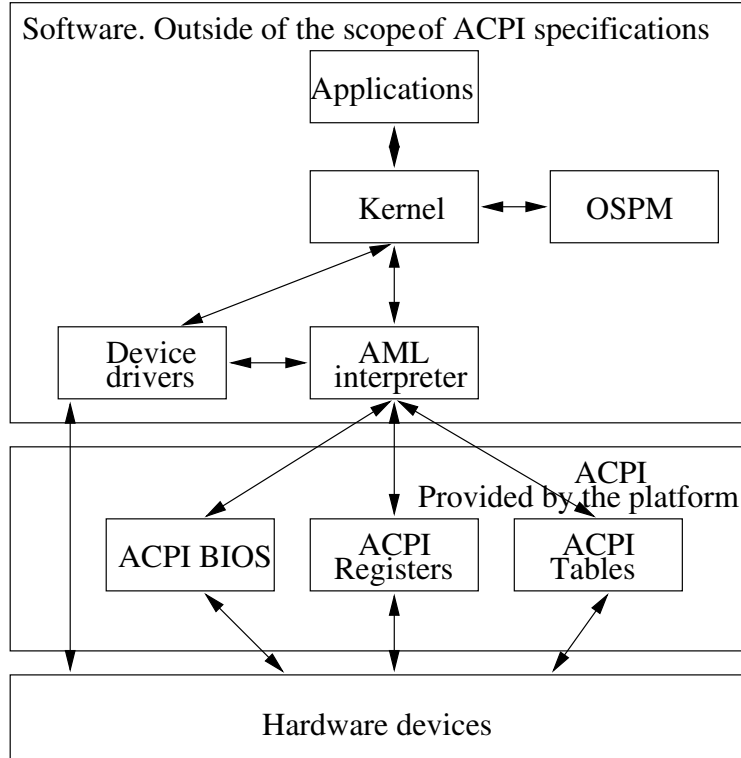 Software. Outside of the scope of ACPI specifications
Applications
Kernel
OSPM
Device
drivers
AML
interpreter
ACPI
Provided by the platform
ACPI BIOS
ACPI
Registers
ACPI
Tables
Hardware devices